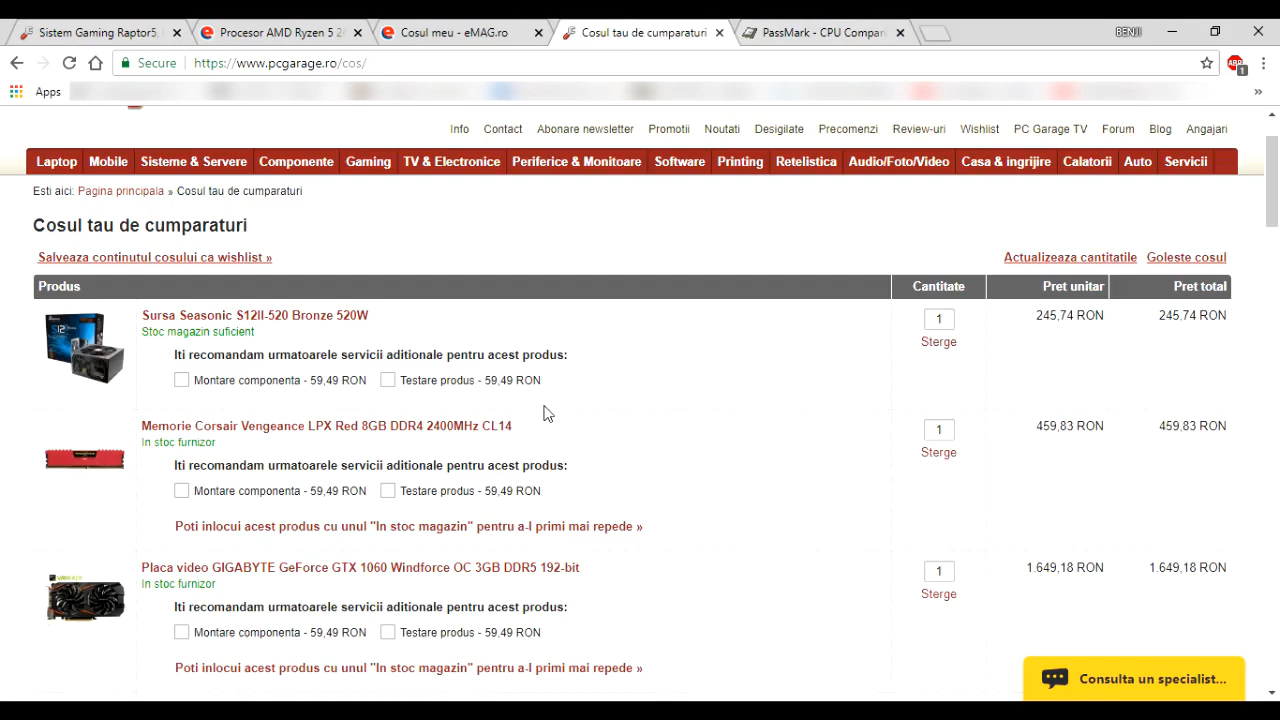 Sistem Gaming Raptor5,
Procesor AMD Ryzen 5 2
Cosul meu - eMAG.ro
Cosul tau de cumparaturi
PassMark - CPU Compari
BENJI
Secure
https://www.pcgarage.ro/cos/
ABP
1
Apps
»
Info Contact Abonare newsletter Promotii Noutati Desigilate Precomenzi Review-uri Wishlist PC Garage TV Forum Blog Angajari
Laptop Mobile Sisteme & Servere Componente Gaming TV & Electronice Periferice & Monitoare Software Printing Retelistica Audio/Foto/Video Casa & ingrijire Calatorii Auto Servicii
Esti aici: Pagina principala » Cosul tau de cumparaturi
Cosul tau de cumparaturi
Salveaza continutul cosului ca wishlist » Actualizeaza cantitatile Goleste cosul
Produs Cantitate Pret unitar Pret total
Sursa Seasonic S12II-520 Bronze 520W 1 245,74 RON 245,74 RON
Stoc magazin suficient Sterge
Iti recomandam urmatoarele servicii aditionale pentru acest produs:
Montare componenta - 59,49 RON Testare produs - 59,49 RON
Memorie Corsair Vengeance LPX Red 8GB DDR4 2400MHz CL14 1 459,83 RON 459,83 RON
In stoc furnizor Sterge
Iti recomandam urmatoarele servicii aditionale pentru acest produs:
Montare componenta - 59,49 RON Testare produs - 59,49 RON
Poti inlocui acest produs cu unul "In stoc magazin" pentru a-l primi mai repede »
Placa video GIGABYTE GeForce GTX 1060 Windforce OC 3GB DDR5 192-bit 1 1.649,18 RON 1.649,18 RON
In stoc furnizor Sterge
Iti recomandam urmatoarele servicii aditionale pentru acest produs:
Montare componenta - 59,49 RON Testare produs - 59,49 RON
Poti inlocui acest produs cu unul "In stoc magazin" pentru a-l primi mai repede »
Consulta un specialist...